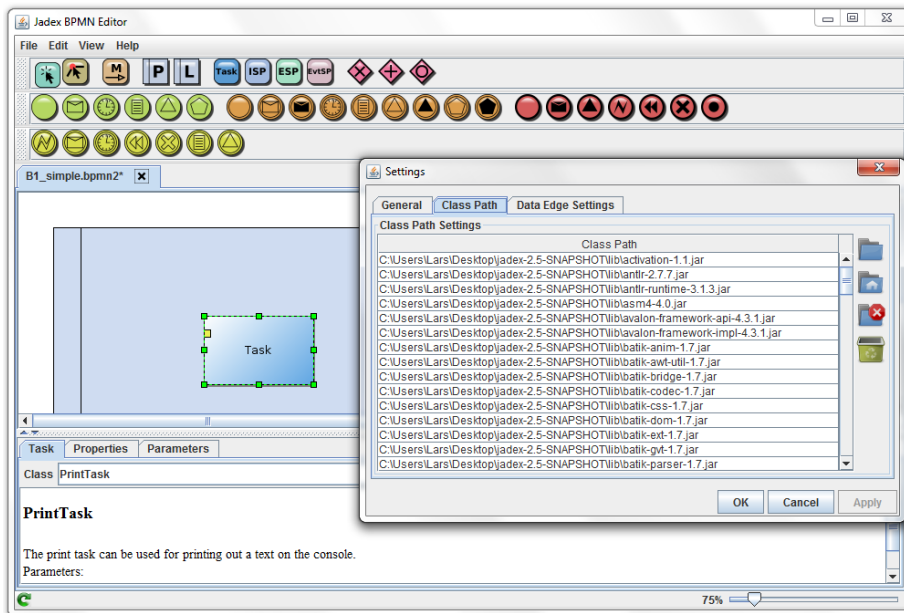 Jadex BPMN Editor
File Edit View Help
M P L Task ISP ESP EvtSP
B1_simple.bpmn2*
Task
Task Properties Parameters
Class PrintTask
PrintTask
The print task can be used for printing out a text on the console.
Parameters:
75%
Settings
General Class Path Data Edge Settings
Class Path Settings
Class Path
C:\Users\Lars\Desktop\jadex-2.5-SNAPSHOT\lib\activation-1.1.jar
C:\Users\Lars\Desktop\jadex-2.5-SNAPSHOT\lib\antlr-2.7.7.jar
C:\Users\Lars\Desktop\jadex-2.5-SNAPSHOT\lib\antlr-runtime-3.1.3.jar
C:\Users\Lars\Desktop\jadex-2.5-SNAPSHOT\lib\asm4-4.0.jar
C:\Users\Lars\Desktop\jadex-2.5-SNAPSHOT\lib\avalon-framework-api-4.3.1.jar
C:\Users\Lars\Desktop\jadex-2.5-SNAPSHOT\lib\avalon-framework-impl-4.3.1.jar
C:\Users\Lars\Desktop\jadex-2.5-SNAPSHOT\lib\batik-anim-1.7.jar
C:\Users\Lars\Desktop\jadex-2.5-SNAPSHOT\lib\batik-awt-util-1.7.jar
C:\Users\Lars\Desktop\jadex-2.5-SNAPSHOT\lib\batik-bridge-1.7.jar
C:\Users\Lars\Desktop\jadex-2.5-SNAPSHOT\lib\batik-codec-1.7.jar
C:\Users\Lars\Desktop\jadex-2.5-SNAPSHOT\lib\batik-css-1.7.jar
C:\Users\Lars\Desktop\jadex-2.5-SNAPSHOT\lib\batik-dom-1.7.jar
C:\Users\Lars\Desktop\jadex-2.5-SNAPSHOT\lib\batik-ext-1.7.jar
C:\Users\Lars\Desktop\jadex-2.5-SNAPSHOT\lib\batik-gvt-1.7.jar
C:\Users\Lars\Desktop\jadex-2.5-SNAPSHOT\lib\batik-parser-1.7.jar
OK Cancel Apply